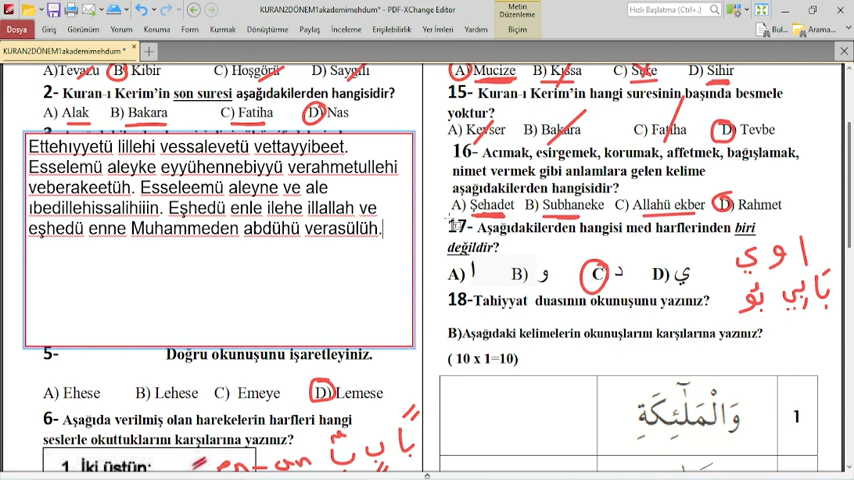 KURAN2DÖNEM1akademimehdum * - PDF-XChange Editor
Metin Düzenleme
Hızlı Başlatma (Ctrl+.)
Dosya Giriş Görünüm Form Kurmak Dönüştürme Paylaş İnceleme Erişilebilirlik Yer İmleri Yardım Biçim
Bul...
Arama...
KURAN2DÖNEM1akademimehdum *
A)Tevazu B) Kibir C) Hoşgörü D) Saygılı
2- Kuran-ı Kerim’in son suresi aşağıdakilerden hangisidir?
A) Alak B) Bakara C) Fatiha D) Nas
Ettehıyyetü lillehi vessalevetü vettayyibeet.
Esselemü aleyke eyyühennebiyyü verahmetullehi
veberakeetüh. Esseleemü aleyne ve ale
ıbedillehissalihiiin. Eşhedü enle ilehe illallah ve
eşhedü enne Muhammeden abdühü verasülüh.
5- Doğru okunuşunu işaretleyiniz.
A) Ehese B) Lehese C) Emeye D) Lemese
6- Aşağıda verilmiş olan harekelerin harfleri hangi
seslerle okuttuklarını karşılarına yazınız?
1. İki üstün:
en-an
A) Mucize B) Kıssa C) Sure D) Sihir
15- Kuran-ı Kerim’in hangi suresinin başında besmele
yoktur?
A) Kevser B) Bakara C) Fatiha D) Tevbe
16- Acımak, esirgemek, korumak, affetmek, bağışlamak,
nimet vermek gibi anlamlara gelen kelime
aşağıdakilerden hangisidir?
A) Şehadet B) Subhaneke C) Allahü ekber D) Rahmet
17- Aşağıdakilerden hangisi med harflerinden biri
değildir?
A) ا B) و C) د D) ي
ا و ي
بَا بِي بُو
18-Tahiyyat duasının okunuşunu yazınız?
B)Aşağıdaki kelimelerin okunuşlarını karşılarına yazınız?
( 10 x 1=10)
وَالْمَلٰٓئِكَةِ 1